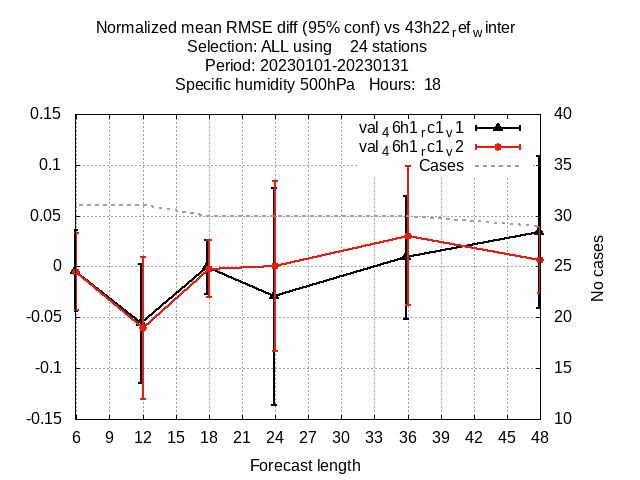 Normalized mean RMSE diff (95% conf) vs 43h22refwinter
Selection: ALL using 24 stations
Period: 20230101-20230131
Specific humidity 500hPa Hours: 18
val46h1rc1v1
val46h1rc1v2
Cases
0.15
0.1
0.05
0
-0.05
-0.1
-0.15
40
35
30
25
20
15
10
No cases
6 9 12 15 18 21 24 27 30 33 36 39 42 45 48
Forecast length